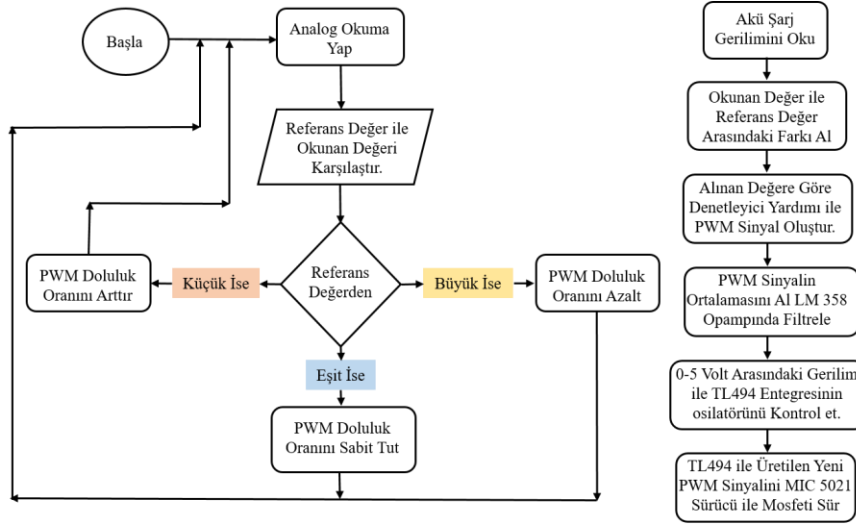 Başla
Analog Okuma
Yap
Referans Değer ile
Okunan Değeri
Karşılaştır.
Referans
Değerden
Küçük İse
PWM Doluluk
Oranını Arttır
Büyük İse
PWM Doluluk
Oranını Azalt
Eşit İse
PWM Doluluk
Oranını Sabit Tut
Akü Şarj
Gerilimini Oku
Okunan Değer ile
Referans Değer
Arasındaki Farkı Al
Alınan Değere Göre
Denetleyici Yardımı ile
PWM Sinyal Oluştur.
PWM Sinyalin
Ortalamasını Al LM 358
Opampında Filtrele
0-5 Volt Arasındaki Gerilim
ile TL494 Entegresinin
osilatörünü Kontrol et.
TL494 ile Üretilen Yeni
PWM Sinyalini MIC 5021
Sürücü ile Mosfeti Sür